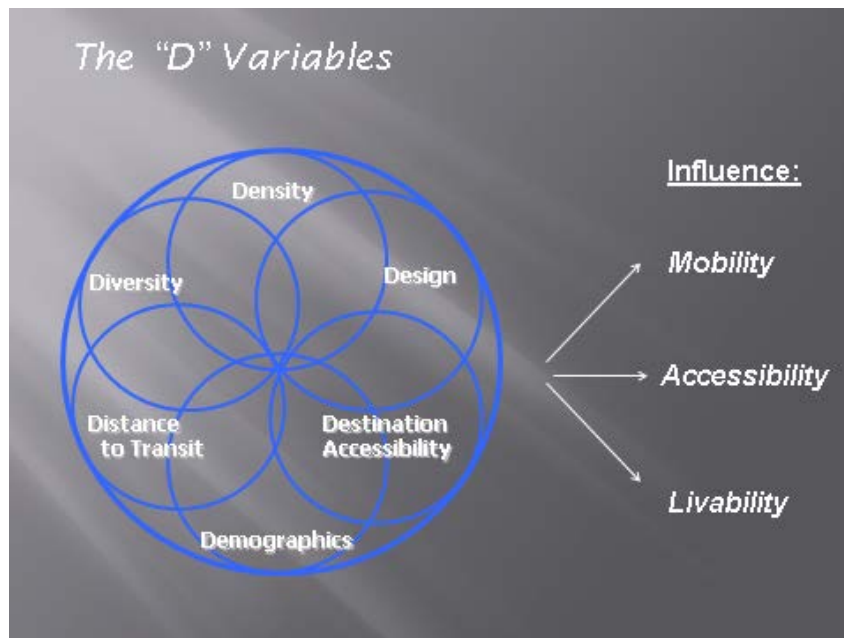 The “D” Variables
Influence:
Density
Design
Diversity
Distance
to Transit
Destination
Accessibility
Demographics
Mobility
Accessibility
Livability